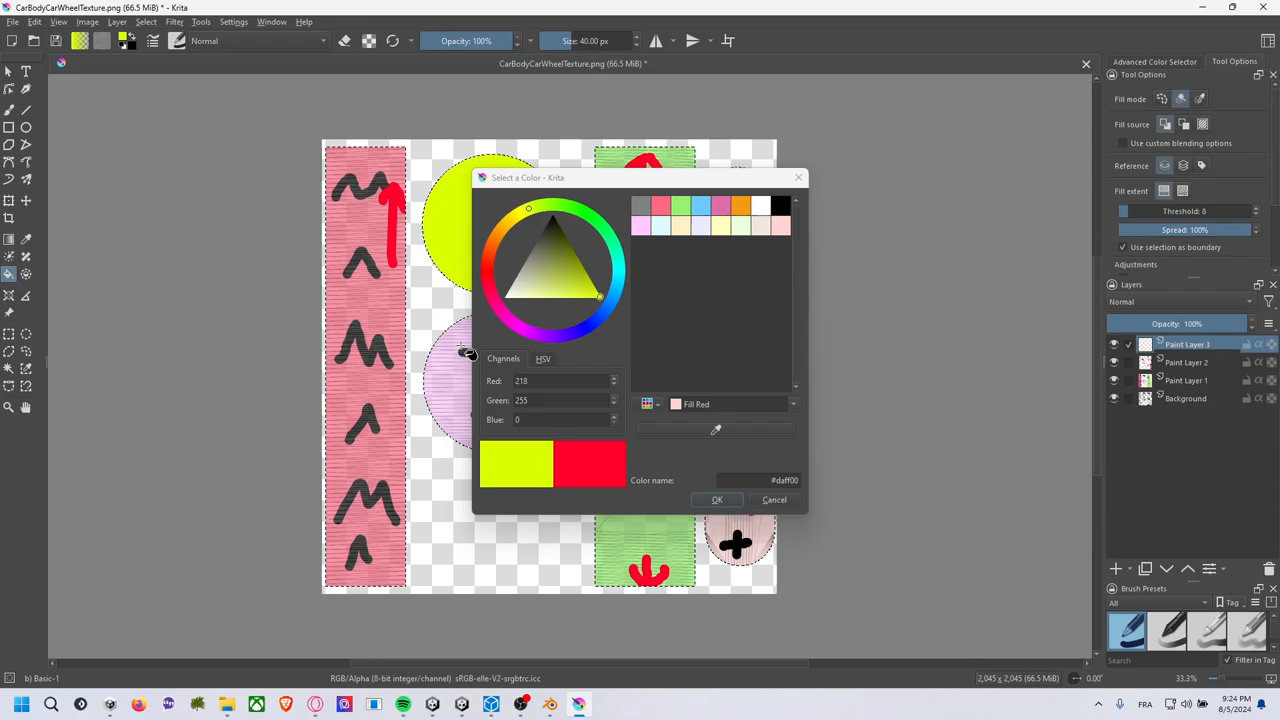 CarBodyCarWheelTexture.png * - Krita
File Edit View Image Layer Select Filter Tools Settings Window Help
Normal Opacity: 100% Size: 40.00 px
CarBodyCarWheelTexture.png (66.5 MiB) *
Advanced Color Selector Tool Options
Tool Options
Fill mode
Fill source
Use custom blending options
Reference
Fill extent
Threshold: 8
Spread: 100%
Use selection as boundary
Adjustments
Layers
Normal
Opacity: 100%
Paint Layer 3
Paint Layer 2
Paint Layer 1
Background
Brush Presets
All Tag
Search Filter in Tag
Select a Color - Krita
Channels HSV
Red: 218
Green: 255
Blue: 0
Fill Red
Color name: #daff00
OK Cancel
b) Basic-1 RGB/Alpha (8-bit integer/channel) sRGB-elle-V2-srgbtrc.icc 2,045 x 2,045 (66.5 MiB) 0.00° 33.3%
FRA 9:24 PM
8/5/2024